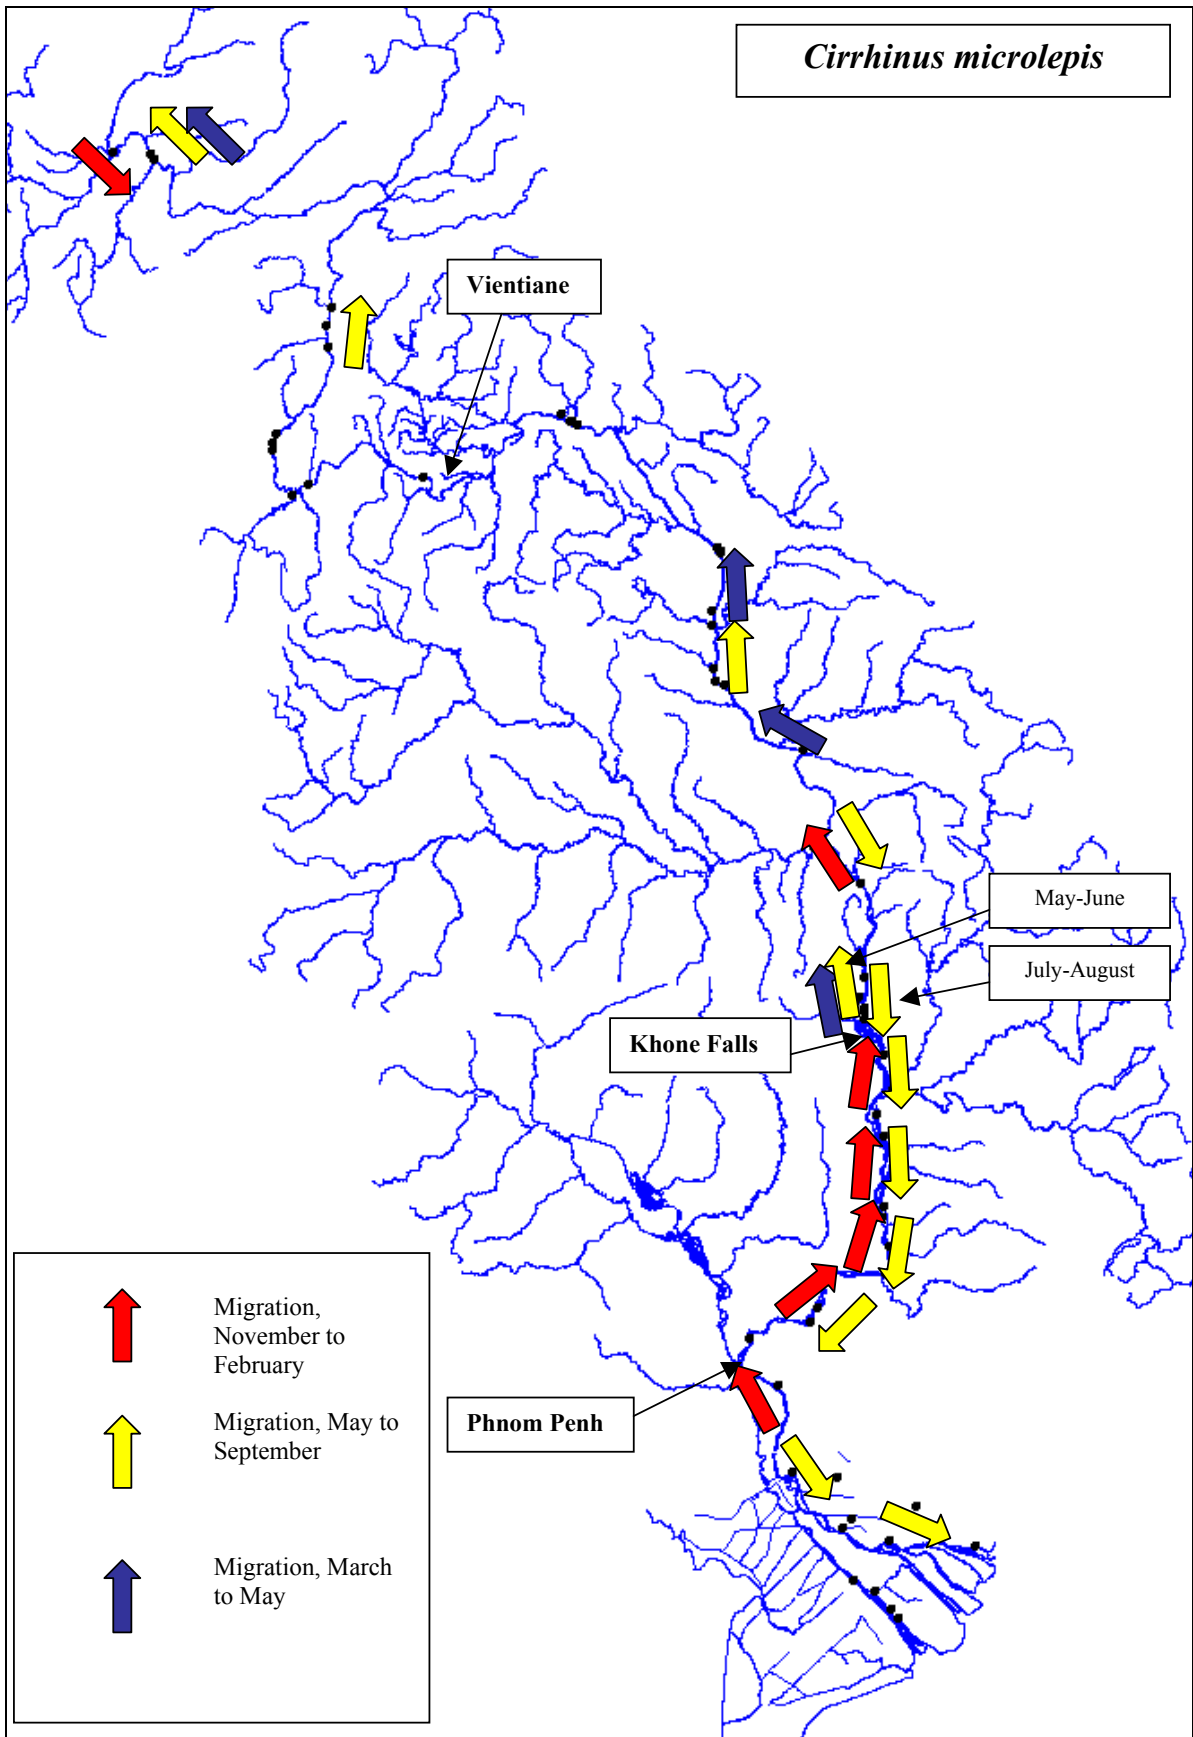 Cirrhinus microlepis
Vientiane
May-June
July-August
Khone Falls
Phnom Penh
Migration,
November to
February
Migration, May to
September
Migration, March
to May